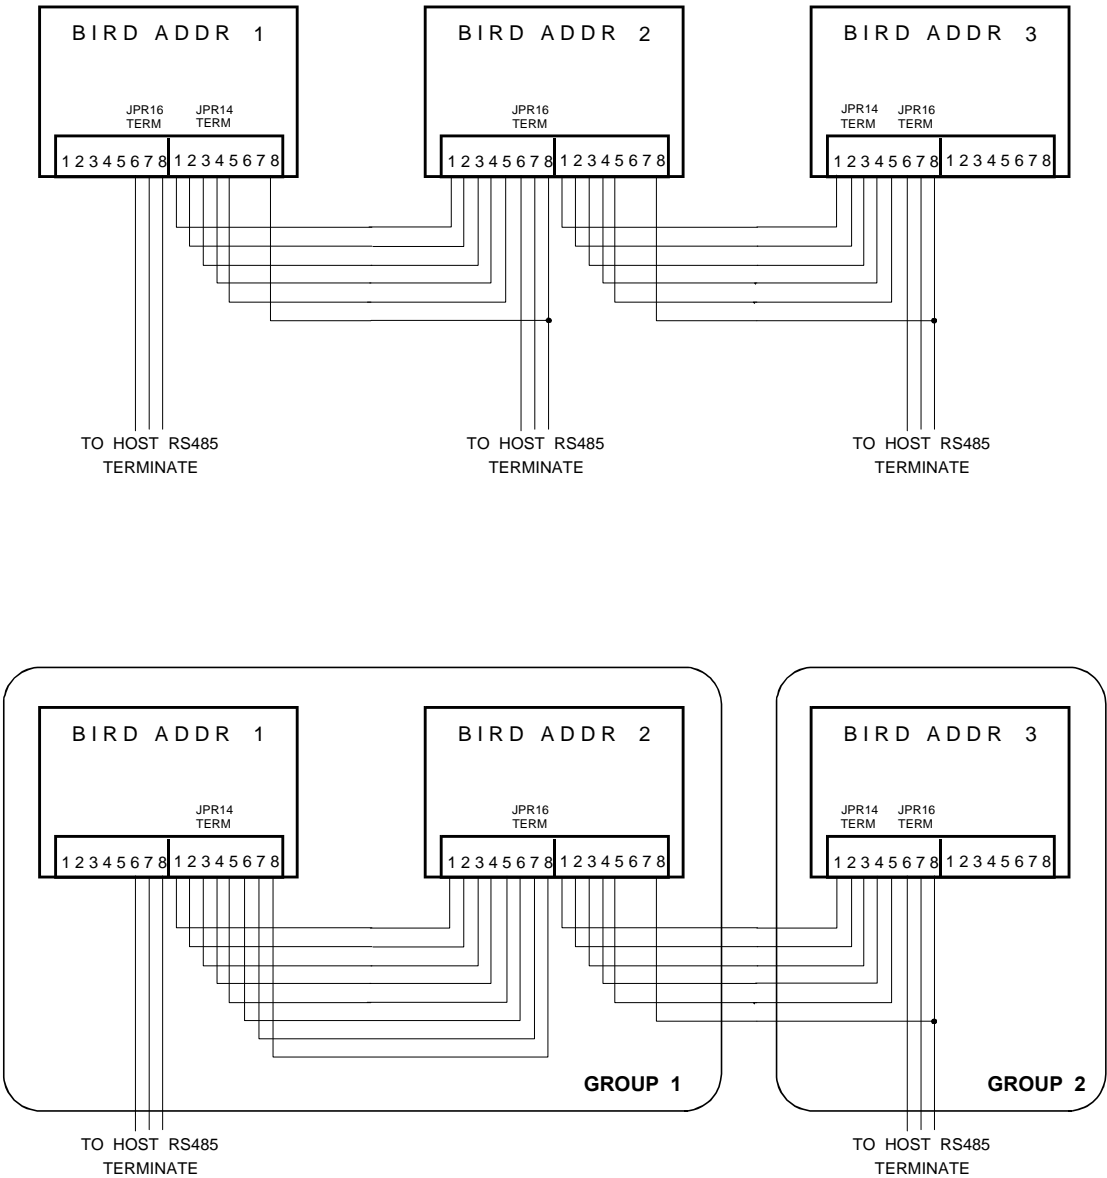 BIRD ADDR 1
BIRD ADDR 2
BIRD ADDR 3
JPR16 TERM
JPR14 TERM
JPR16 TERM
JPR14 TERM
JPR16 TERM
1 2 3 4 5 6 7 8 1 2 3 4 5 6 7 8
1 2 3 4 5 6 7 8 1 2 3 4 5 6 7 8
1 2 3 4 5 6 7 8 1 2 3 4 5 6 7 8
TO HOST RS485
TERMINATE
TO HOST RS485
TERMINATE
TO HOST RS485
TERMINATE
BIRD ADDR 1
BIRD ADDR 2
BIRD ADDR 3
JPR14
TERM
JPR16
TERM
JPR14
TERM
JPR16
TERM
1 2 3 4 5 6 7 8 1 2 3 4 5 6 7 8
1 2 3 4 5 6 7 8 1 2 3 4 5 6 7 8
1 2 3 4 5 6 7 8 1 2 3 4 5 6 7 8
GROUP 1
GROUP 2
TO HOST RS485
TERMINATE
TO HOST RS485
TERMINATE